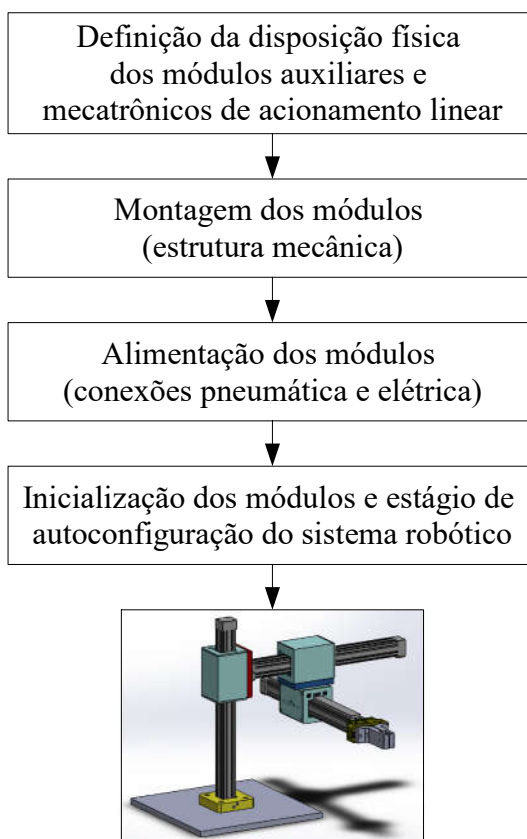 Definição da disposição física
dos módulos auxiliares e
mecatrônicos de acionamento linear
Montagem dos módulos
(estrutura mecânica)
Alimentação dos módulos
(conexões pneumática e elétrica)
Inicialização dos módulos e estágio de
autoconfiguração do sistema robótico